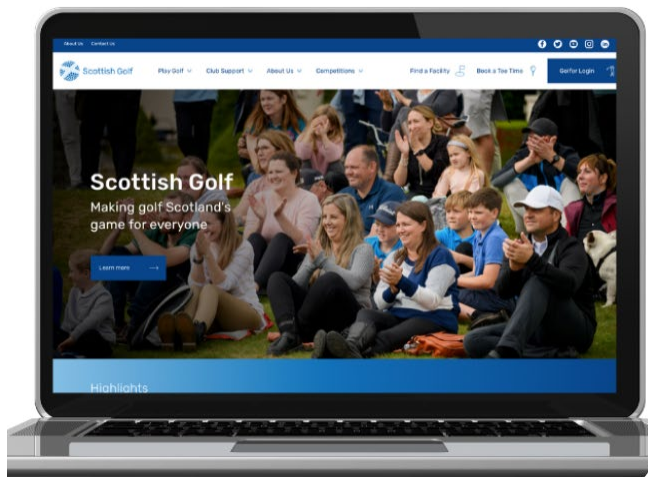 About Us Contact Us
Scottish Golf Play Golf Club Support About Us Competitions Find a Facility Book a Tee Time Golfer Login
Scottish Golf
Making golf Scotland's
game for everyone
Learn more
Highlights